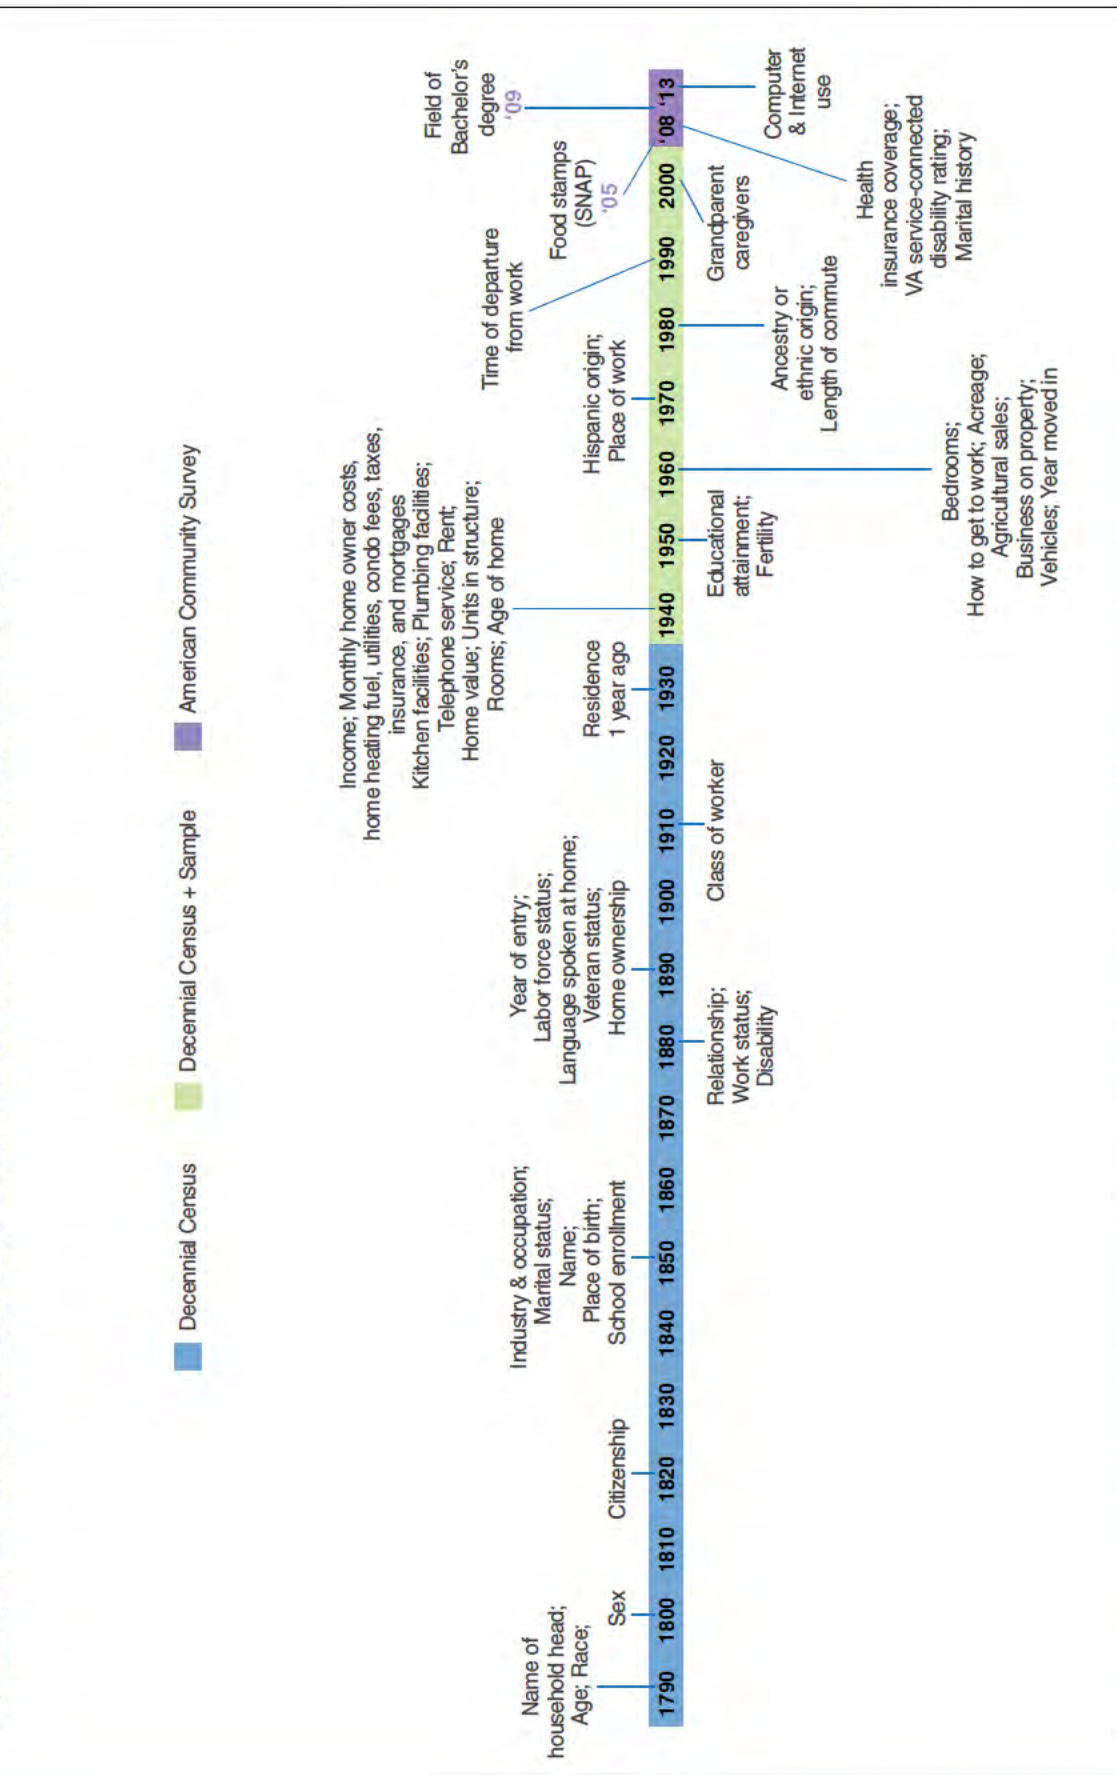 Decennial Census
Decennial Census + Sample
American Community Survey
Name of
household head;
Age; Race;
Sex
Citizenship
Industry & occupation;
Marital status;
Name;
Place of birth;
School enrollment
Year of entry;
Labor force status;
Language spoken at home;
Veteran status;
Home ownership
Residence
1 year ago
Income; Monthly home owner costs,
home heating fuel, utilities, condo fees, taxes,
insurance, and mortgages
Kitchen facilities; Plumbing facilities;
Telephone service; Rent;
Home value; Units in structure;
Rooms; Age of home
Hispanic origin;
Place of work
Time of departure
from work
Food stamps
(SNAP)
'05
Field of
Bachelor's
degree
'09
1790 1800 1810 1820 1830 1840 1850 1860 1870 1880 1890 1900 1910 1920 1930 1940 1950 1960 1970 1980 1990 2000 '08 '13
Relationship;
Work status;
Disability
Class of worker
Educational
attainment;
Fertility
Bedrooms;
How to get to work; Acreage;
Agricultural sales;
Business on property;
Vehicles; Year moved in
Ancestry or
ethnic origin;
Length of commute
Grandparent
caregivers
Health
insurance coverage;
VA service-connected
disability rating;
Marital history
Computer
& Internet
use